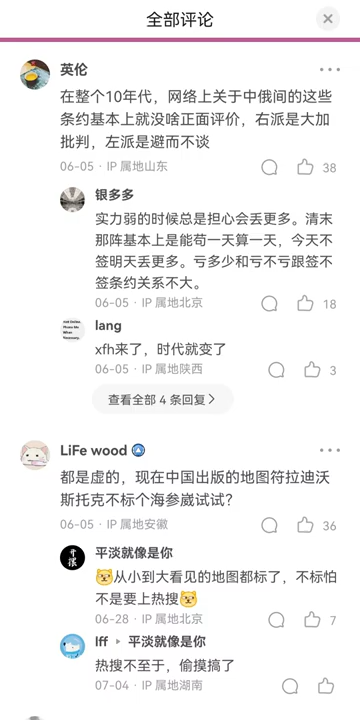 全部评论
英伦
在整个10年代，网络上关于中俄间的这些
条约基本上就没啥正面评价，右派是大加
批判，左派是避而不谈
06-05 · IP 属地山东
38
银多多
实力弱的时候总是担心会丢更多。清末
那阵基本上是能苟一天算一天，今天不
签明天丢更多。亏多少和亏不亏跟签不
签条约关系不大。
06-05 · IP 属地北京
18
lang
xfh来了，时代就变了
06-05 · IP 属地陕西
3
查看全部 4 条回复
LiFe wood
都是虚的，现在中国出版的地图符拉迪沃
斯托克不标个海参崴试试？
06-05 · IP 属地安徽
36
平淡就像是你
从小到大看见的地图都标了，不标怕
不是要上热搜
06-28 · IP 属地北京
7
lff 平淡就像是你
热搜不至于，偷摸搞了
07-04 · IP 属地湖南